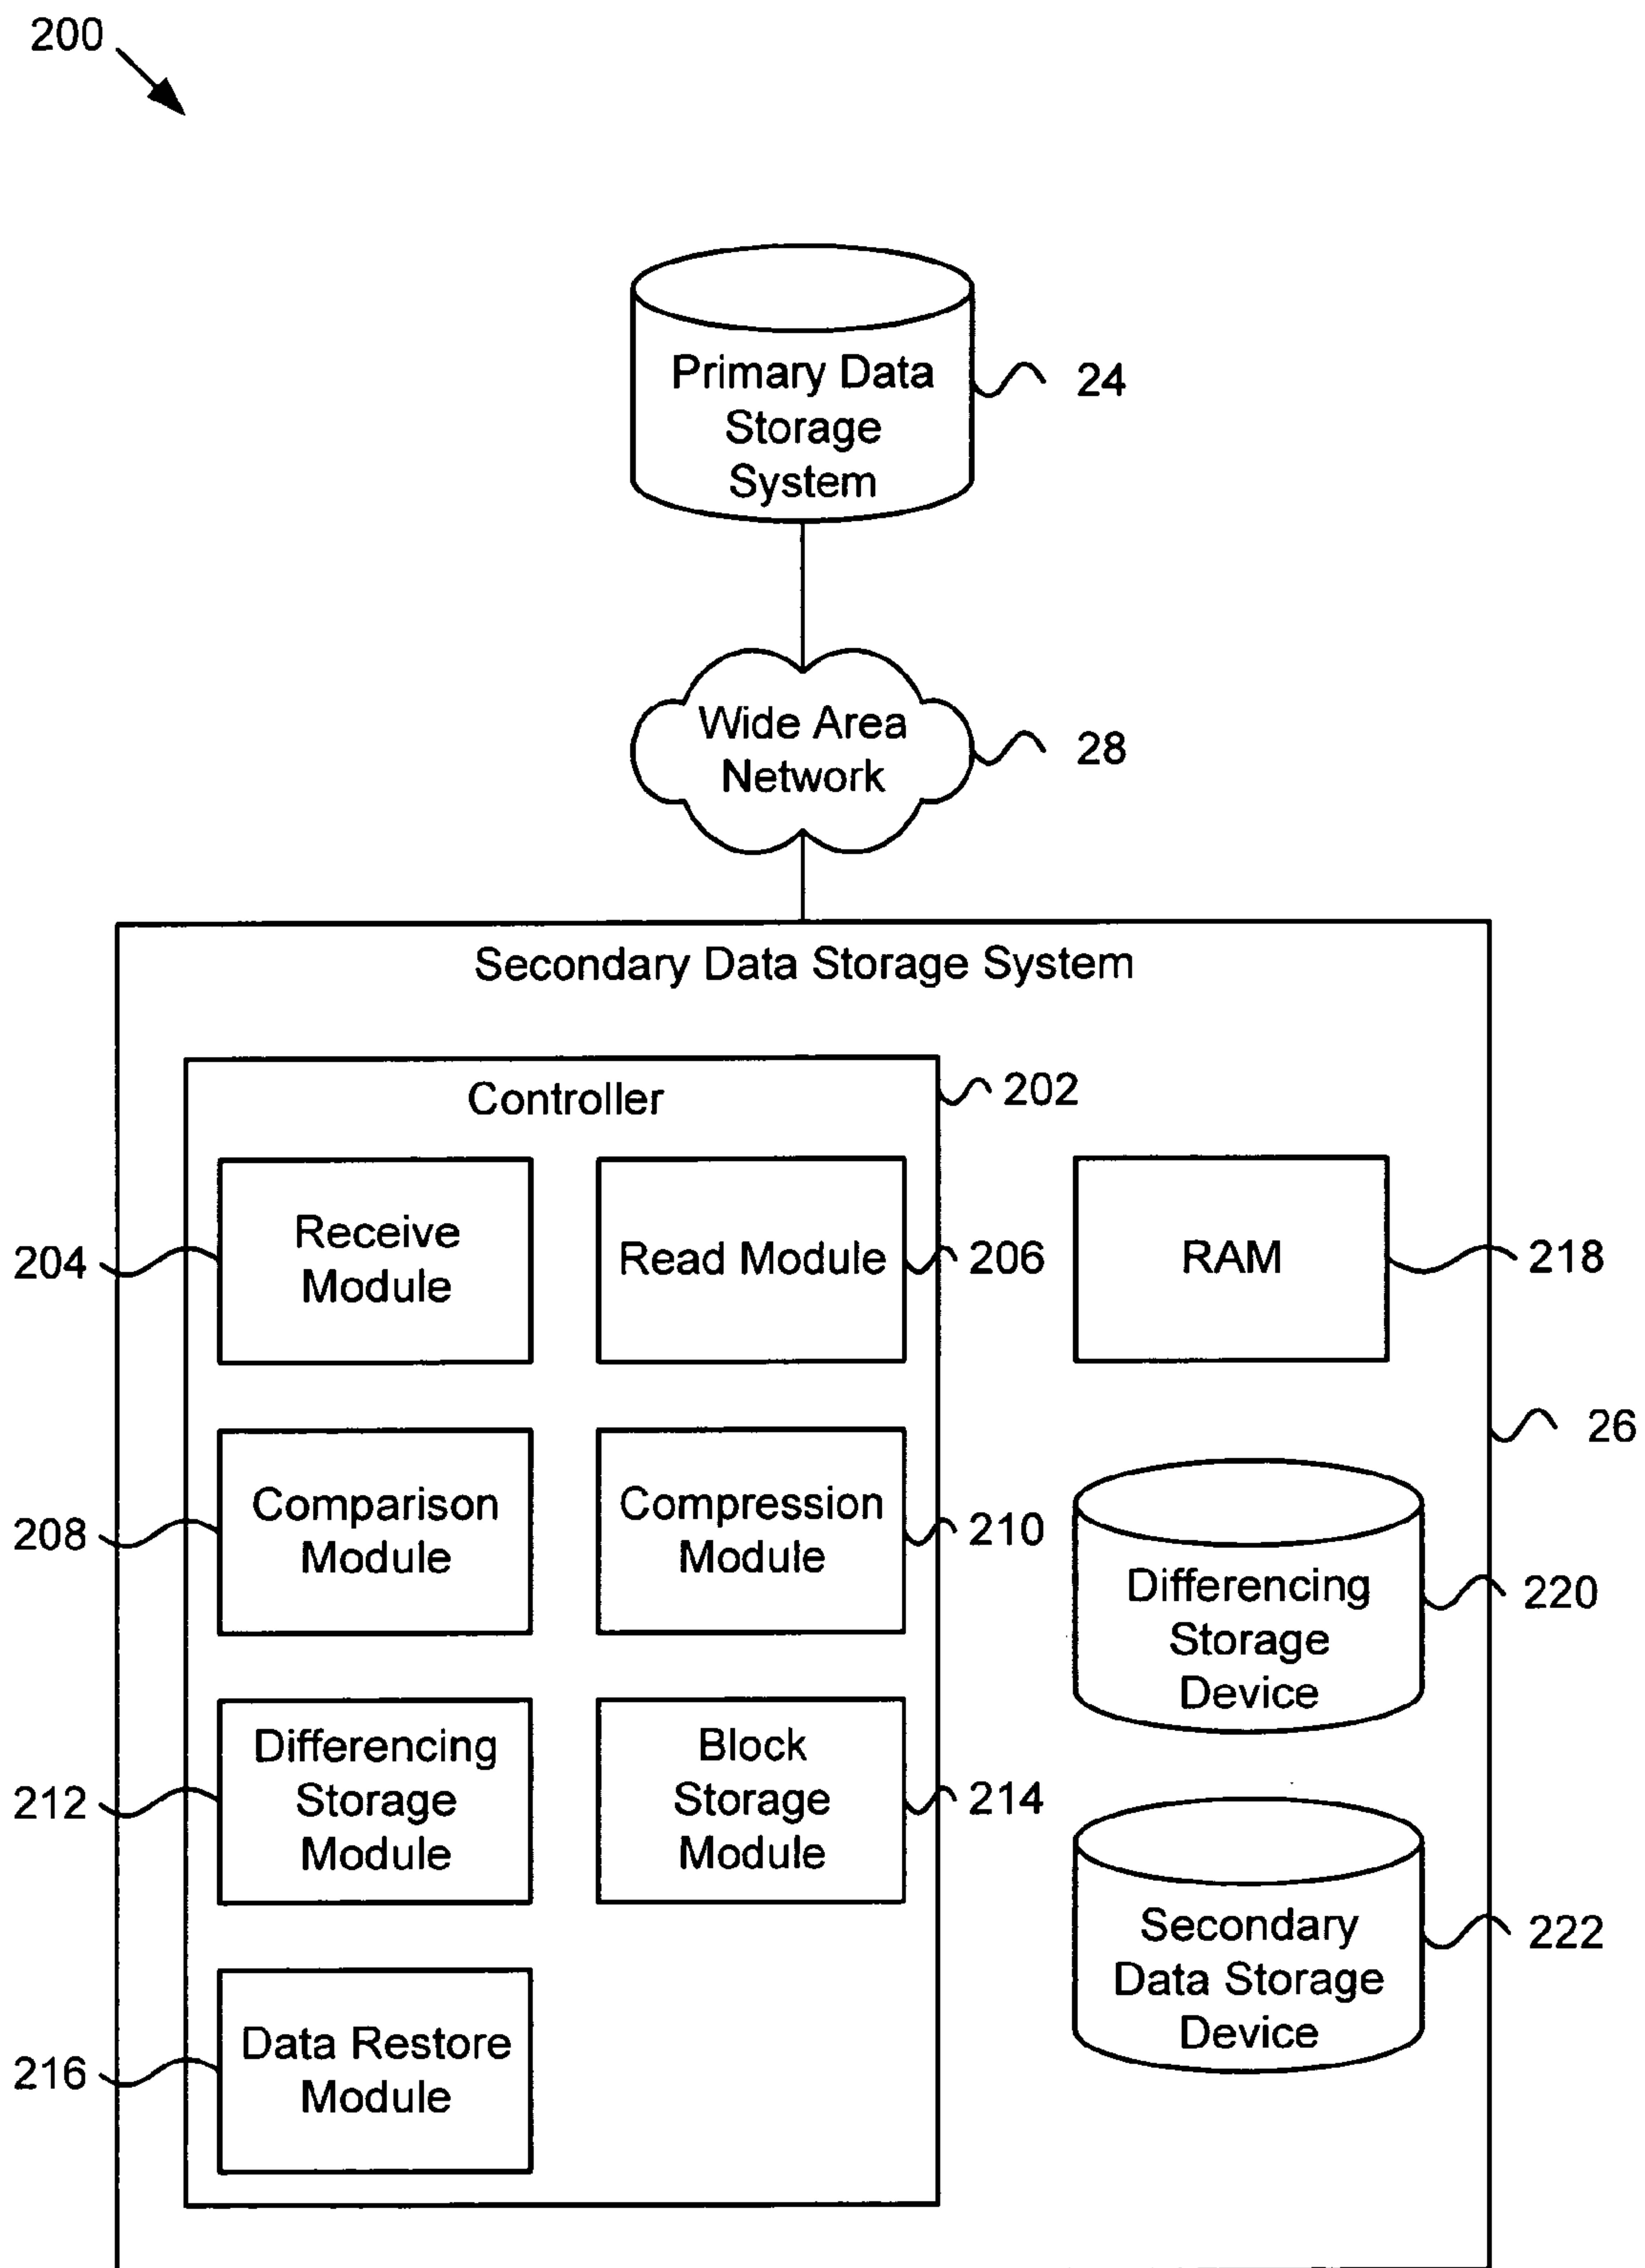 200
Primary Data
Storage
System
24
Wide Area
Network
28
Secondary Data Storage System
Controller
202
Receive
Module
204
Read Module
206
RAM
218
26
Comparison
Module
208
Compression
Module
210
Differencing
Storage
Device
220
Differencing
Storage
Module
212
Block
Storage
Module
214
Secondary
Data Storage
Device
222
Data Restore
Module
216